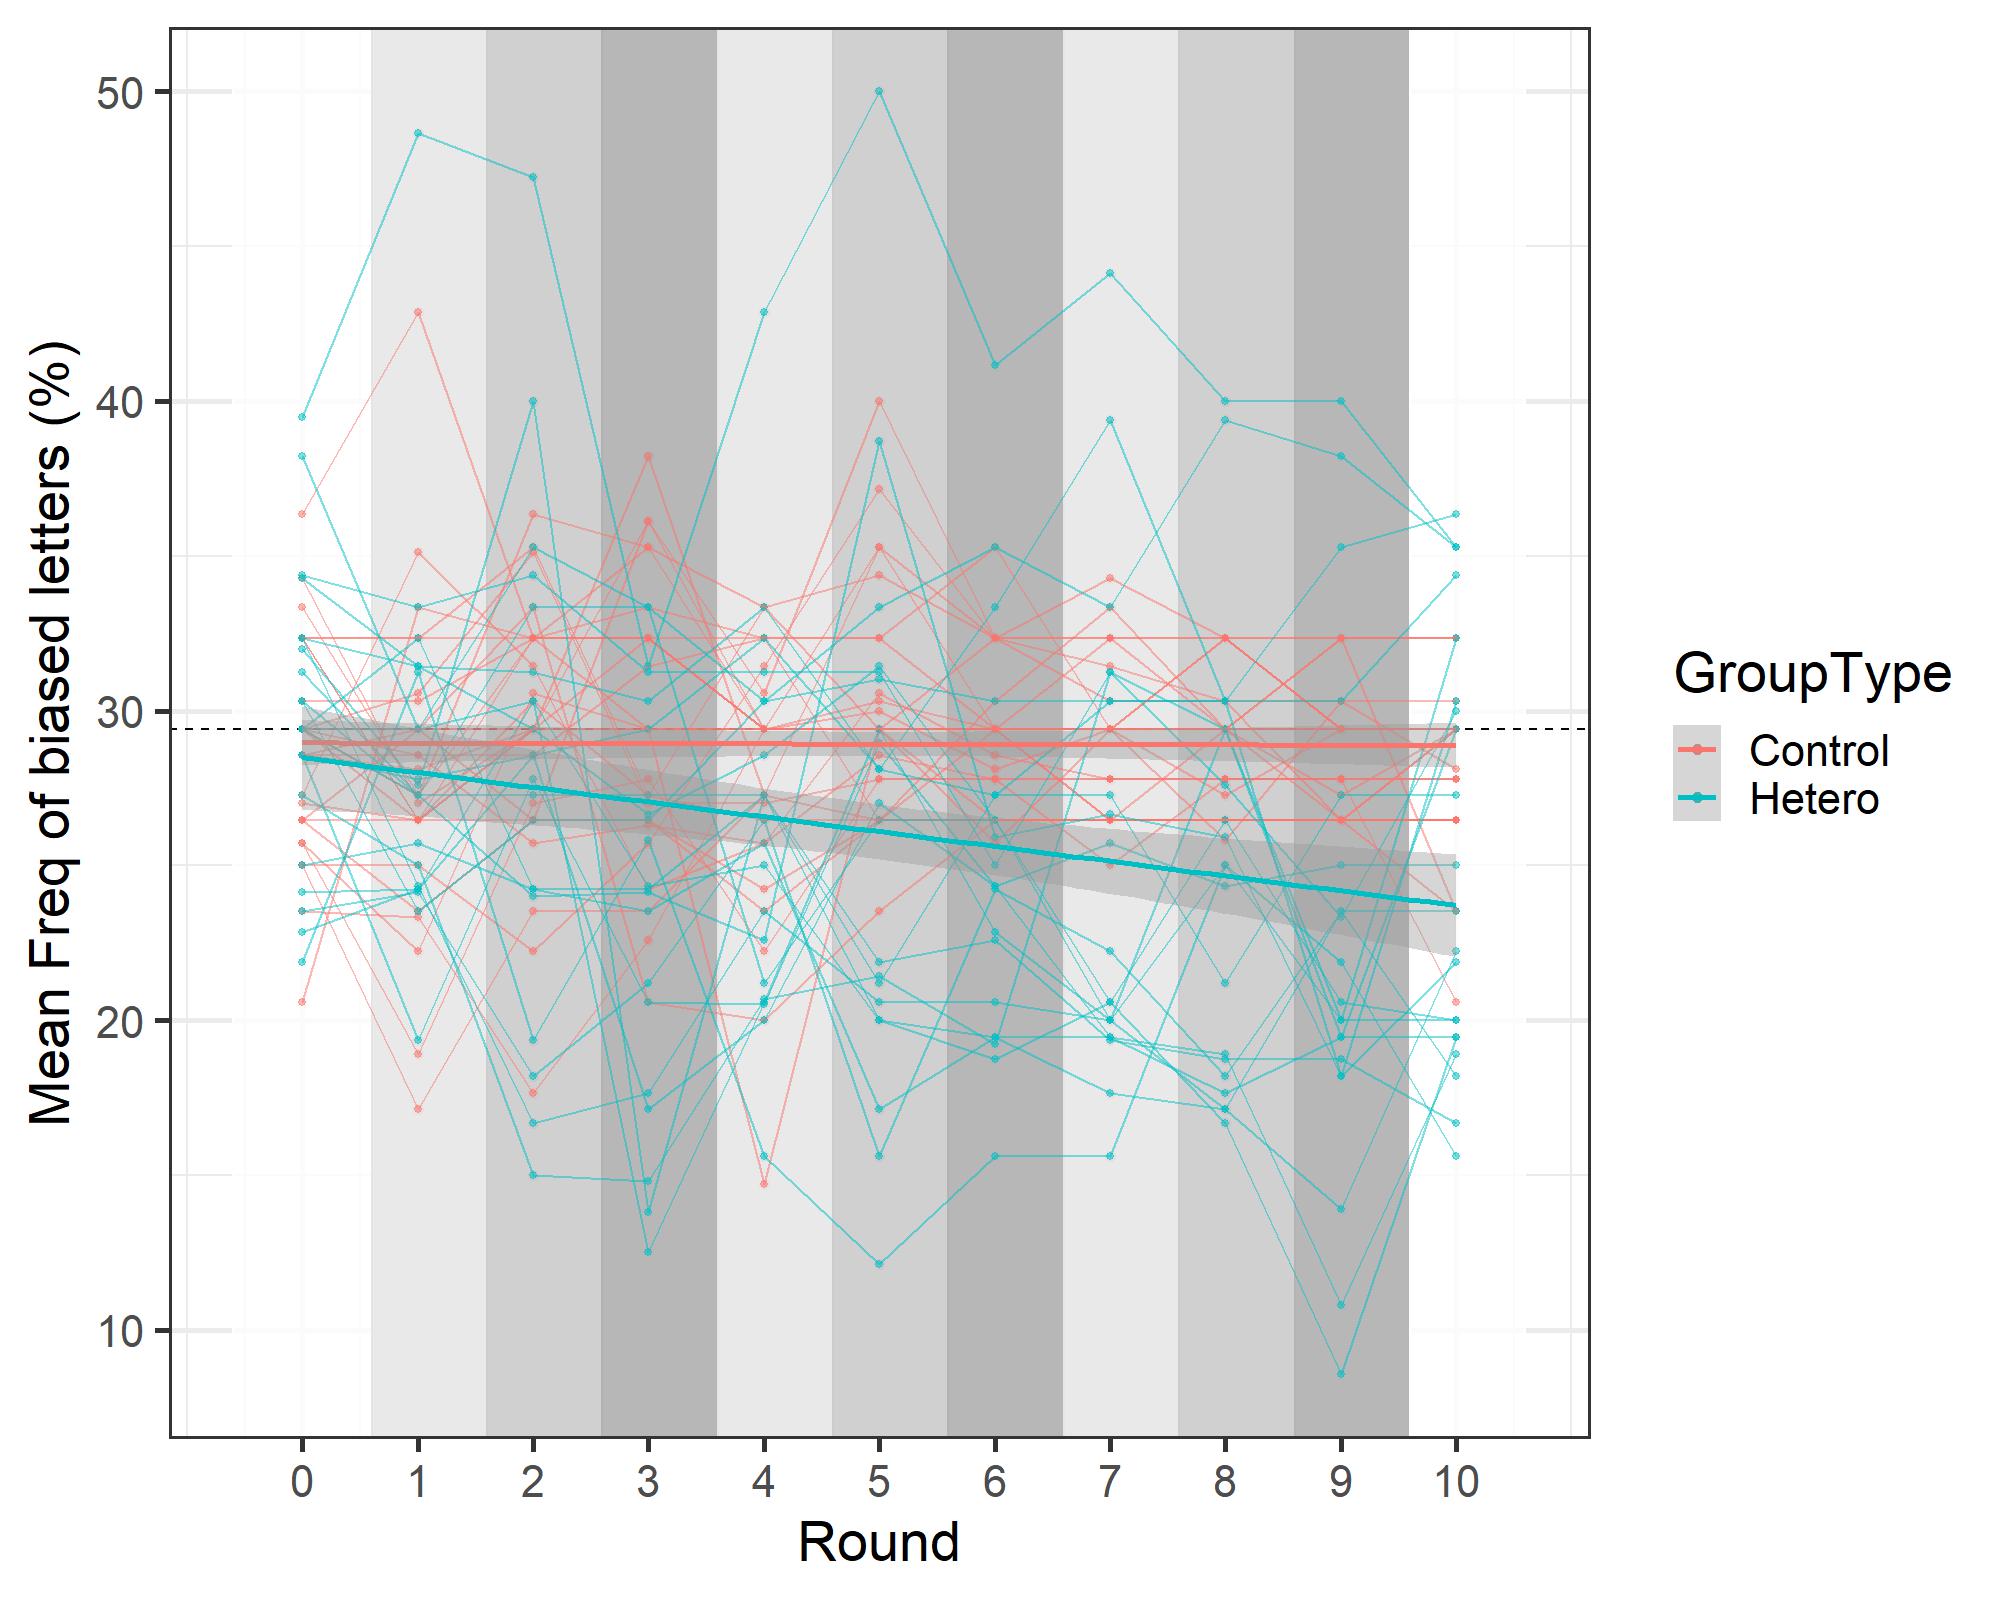 50
40
30
20
10
Mean Freq of biased letters (%)
0 1 2 3 4 5 6 7 8 9 10
Round
GroupType
Control
Hetero